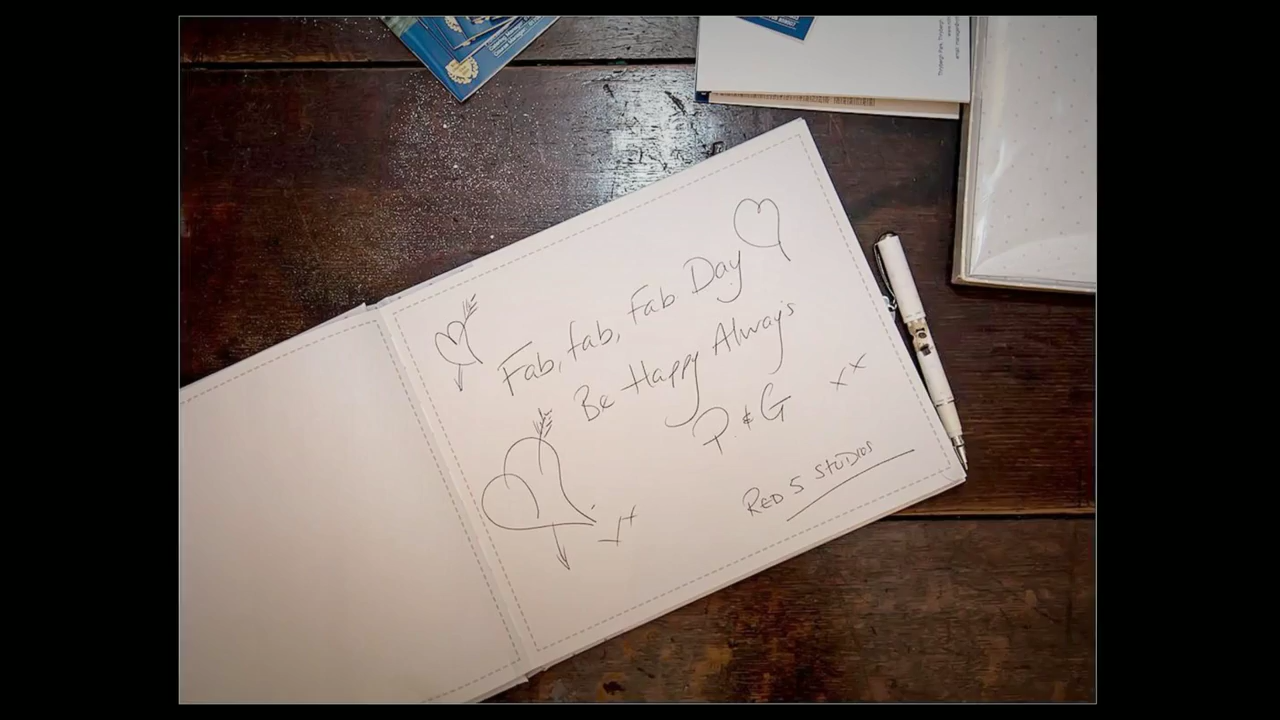 Fab, fab, Fab Day
Be Happy Always
P. & G xx
RED 5 STUDIOS